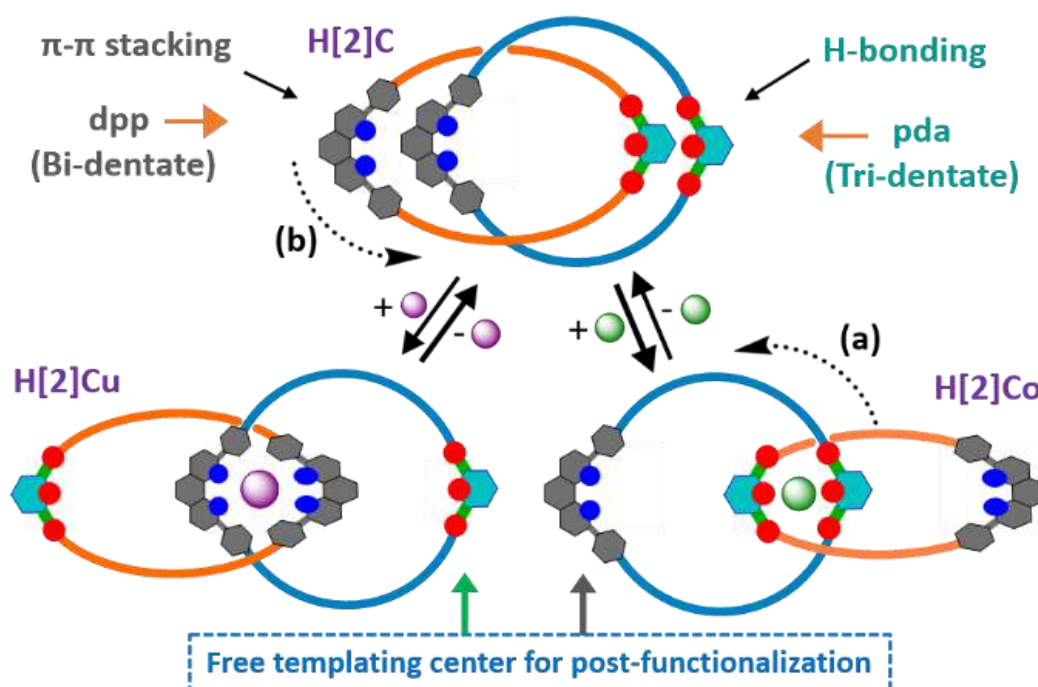 π-π stacking
H[2]C
H-bonding
dpp
(Bi-dentate)
pda
(Tri-dentate)
(b)
+
-
+
-
(a)
H[2]Cu
H[2]Co
Free templating center for post-functionalization